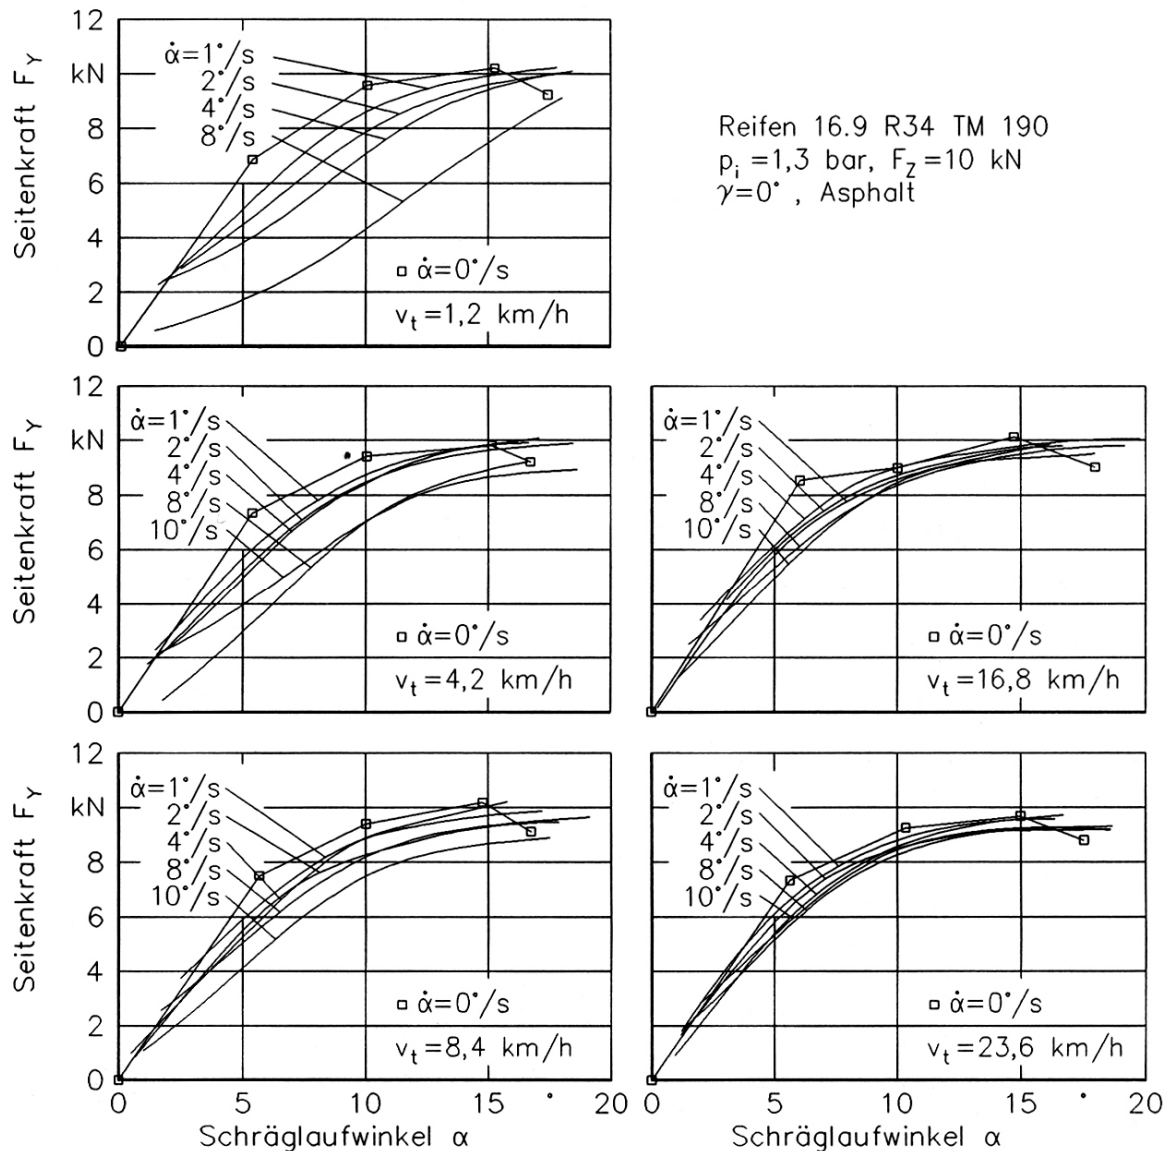 Seitenkraft F_Y
12
kN
8
6
4
2
0
α̇=1°/s
2°/s
4°/s
8°/s
α̇=0°/s
v_t=1,2 km/h
Reifen 16.9 R34 TM 190
p_i=1,3 bar, F_Z=10 kN
γ=0°, Asphalt
Seitenkraft F_Y
12
kN
8
6
4
2
0
α̇=1°/s
2°/s
4°/s
8°/s
10°/s
α̇=0°/s
v_t=4,2 km/h
α̇=1°/s
2°/s
4°/s
8°/s
10°/s
α̇=0°/s
v_t=16,8 km/h
Seitenkraft F_Y
12
kN
8
6
4
2
0
α̇=1°/s
2°/s
4°/s
8°/s
10°/s
α̇=0°/s
v_t=8,4 km/h
0 5 10 15 ° 20
Schräglaufwinkel α
α̇=1°/s
2°/s
4°/s
8°/s
10°/s
α̇=0°/s
v_t=23,6 km/h
0 5 10 15 ° 20
Schräglaufwinkel α